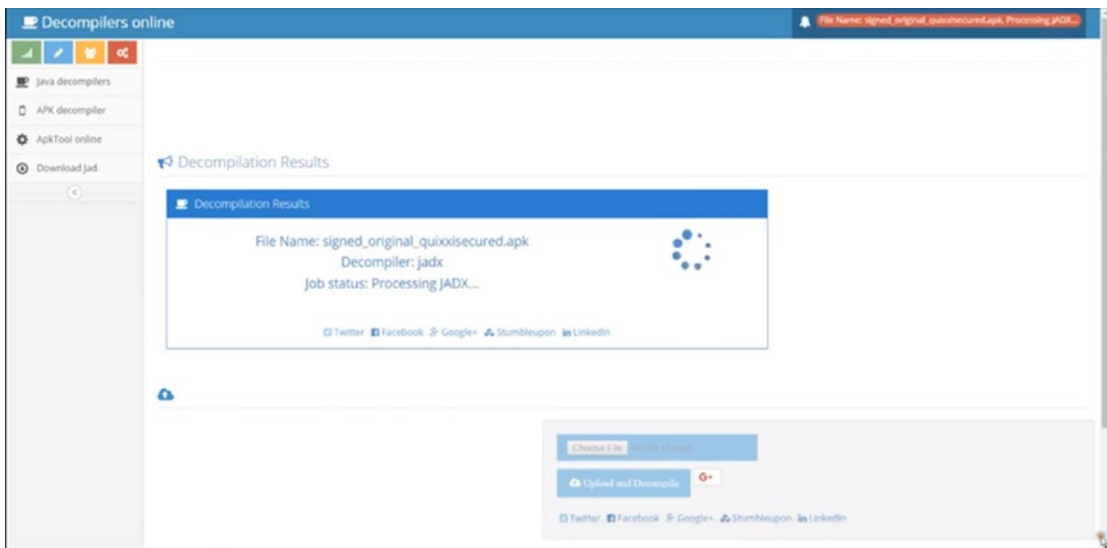 Decompilers online
File Name: signed_original_quixxisecured.apk, Processing JADX...
Java decompilers
APK decompiler
ApkTool online
Download Jad
Decompilation Results
Decompilation Results
File Name: signed_original_quixxisecured.apk
Decompiler: jadx
Job status: Processing JADX...
Twitter Facebook Google+ Stumbleupon LinkedIn
Choose File
Upload and Decompile G+
Twitter Facebook Google+ Stumbleupon LinkedIn